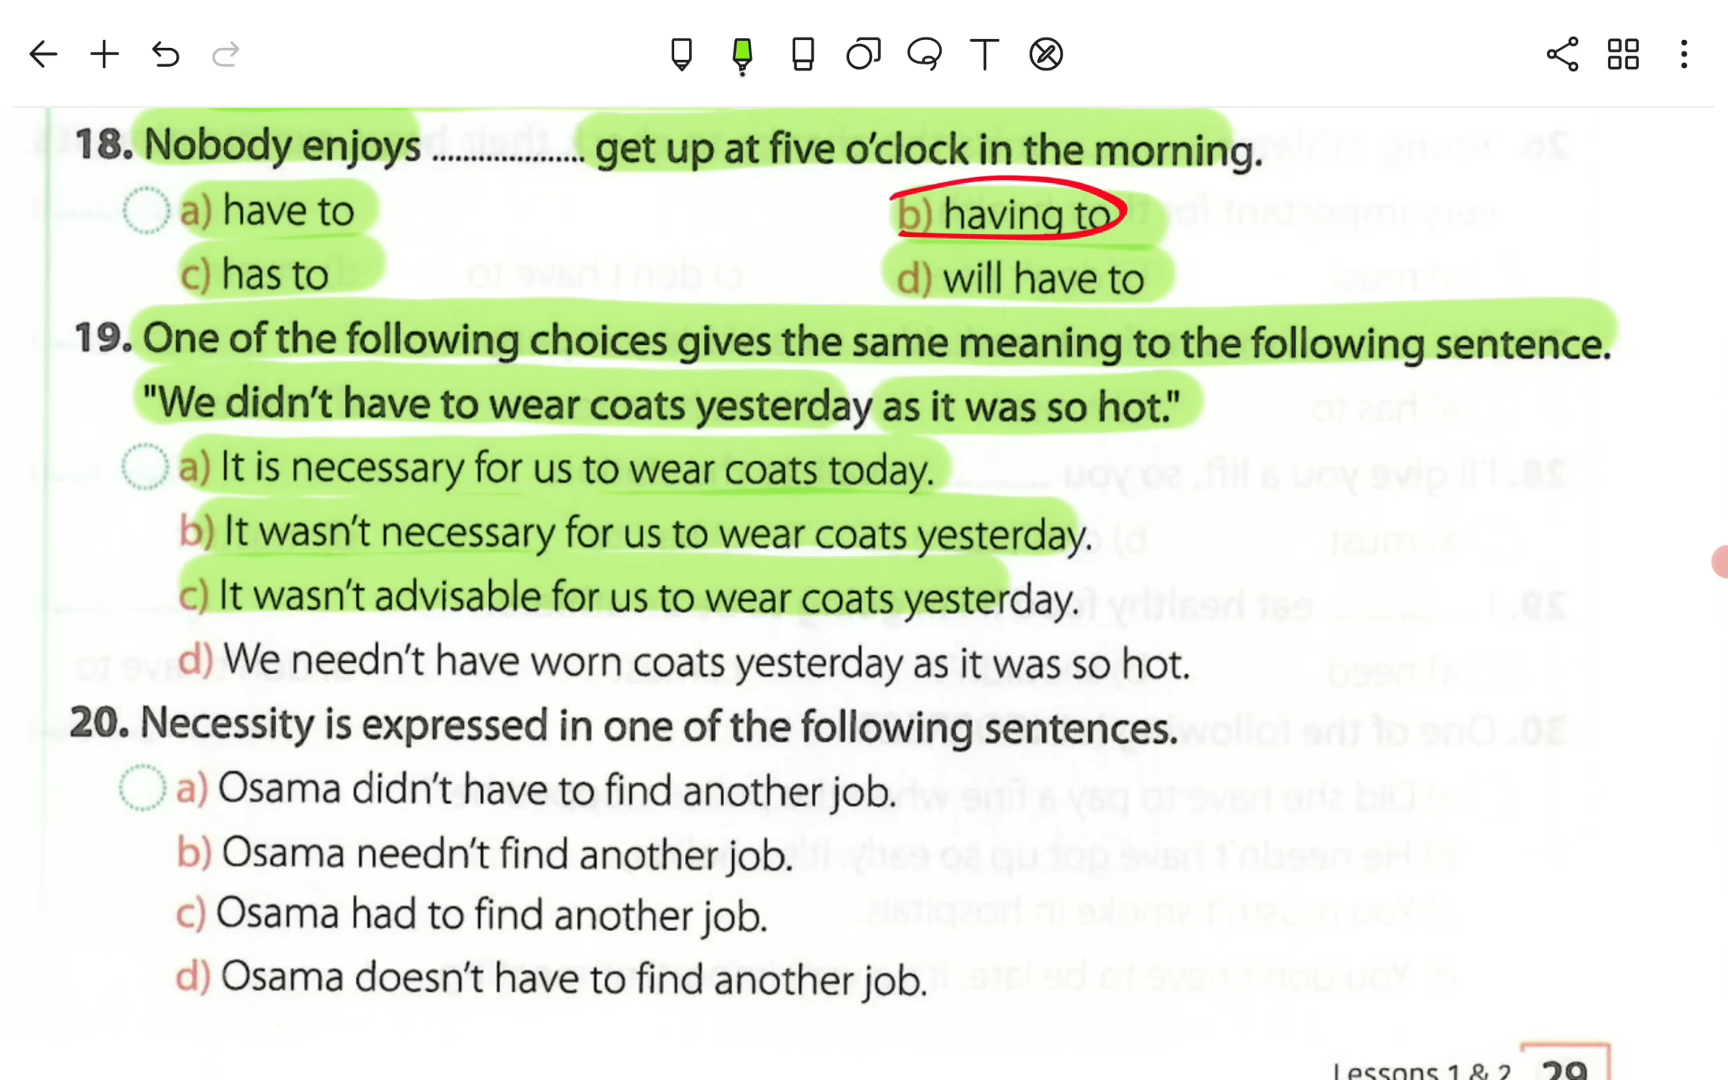 18. Nobody enjoys .................. get up at five o'clock in the morning.
a) have to b) having to
c) has to d) will have to
19. One of the following choices gives the same meaning to the following sentence.
"We didn't have to wear coats yesterday as it was so hot."
a) It is necessary for us to wear coats today.
b) It wasn't necessary for us to wear coats yesterday.
c) It wasn't advisable for us to wear coats yesterday.
d) We needn't have worn coats yesterday as it was so hot.
20. Necessity is expressed in one of the following sentences.
a) Osama didn't have to find another job.
b) Osama needn't find another job.
c) Osama had to find another job.
d) Osama doesn't have to find another job.
Lessons 1 & 2 29